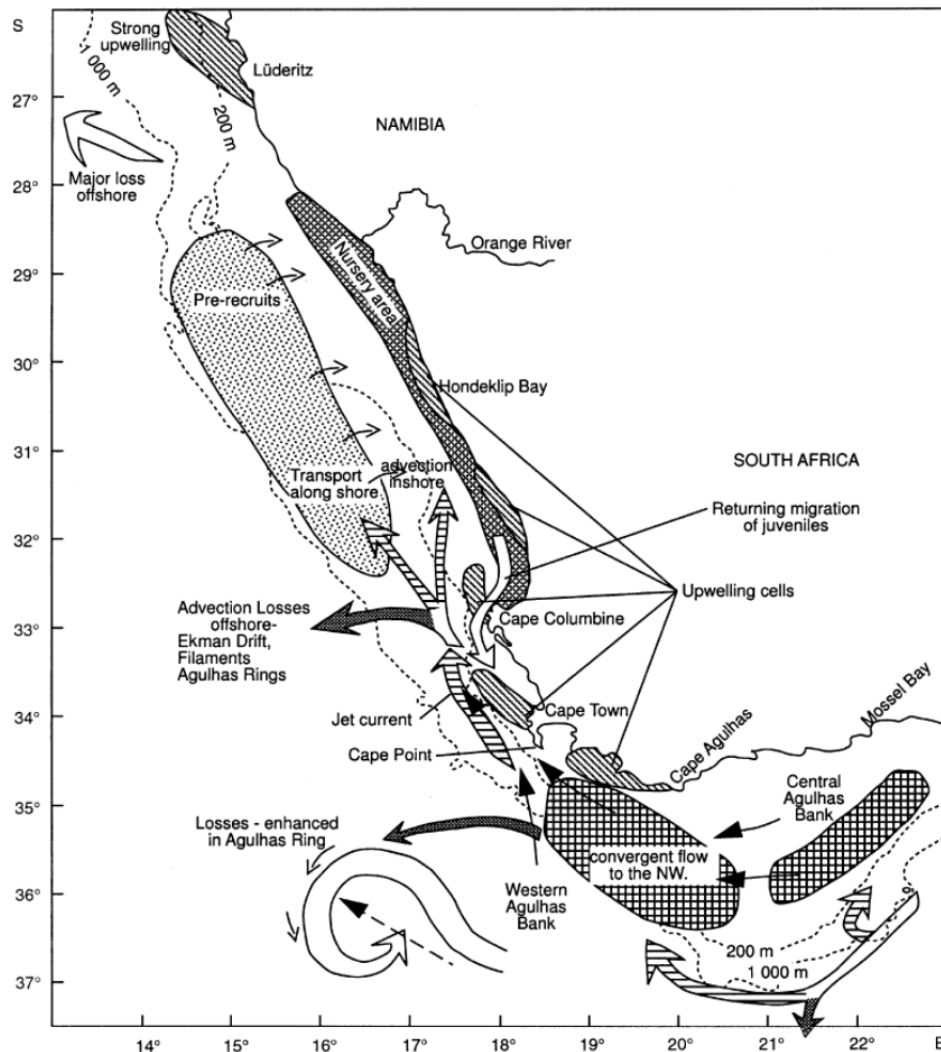 S
Strong
upwelling
1 000 m
Lüderitz
27°
200 m
NAMIBIA
Major loss
offshore
28°
Orange River
Nursery area
29°
Pre-recruits
30°
Hondeklip Bay
31°
SOUTH AFRICA
Transport
along shore
advection
inshore
Returning migration
of juveniles
32°
Upwelling cells
Advection Losses
offshore-
Ekman Drift,
Filaments
Agulhas Rings
33°
Cape Columbine
Mossel Bay
Jet current
34°
Cape Town
Cape Point
Cape Agulhas
35°
Central
Agulhas
Bank
Losses - enhanced
in Agulhas Ring
convergent flow
to the NW.
36°
Western
Agulhas
Bank
200 m
1 000 m
37°
14°
15°
16°
17°
18°
19°
20°
21°
22°
E